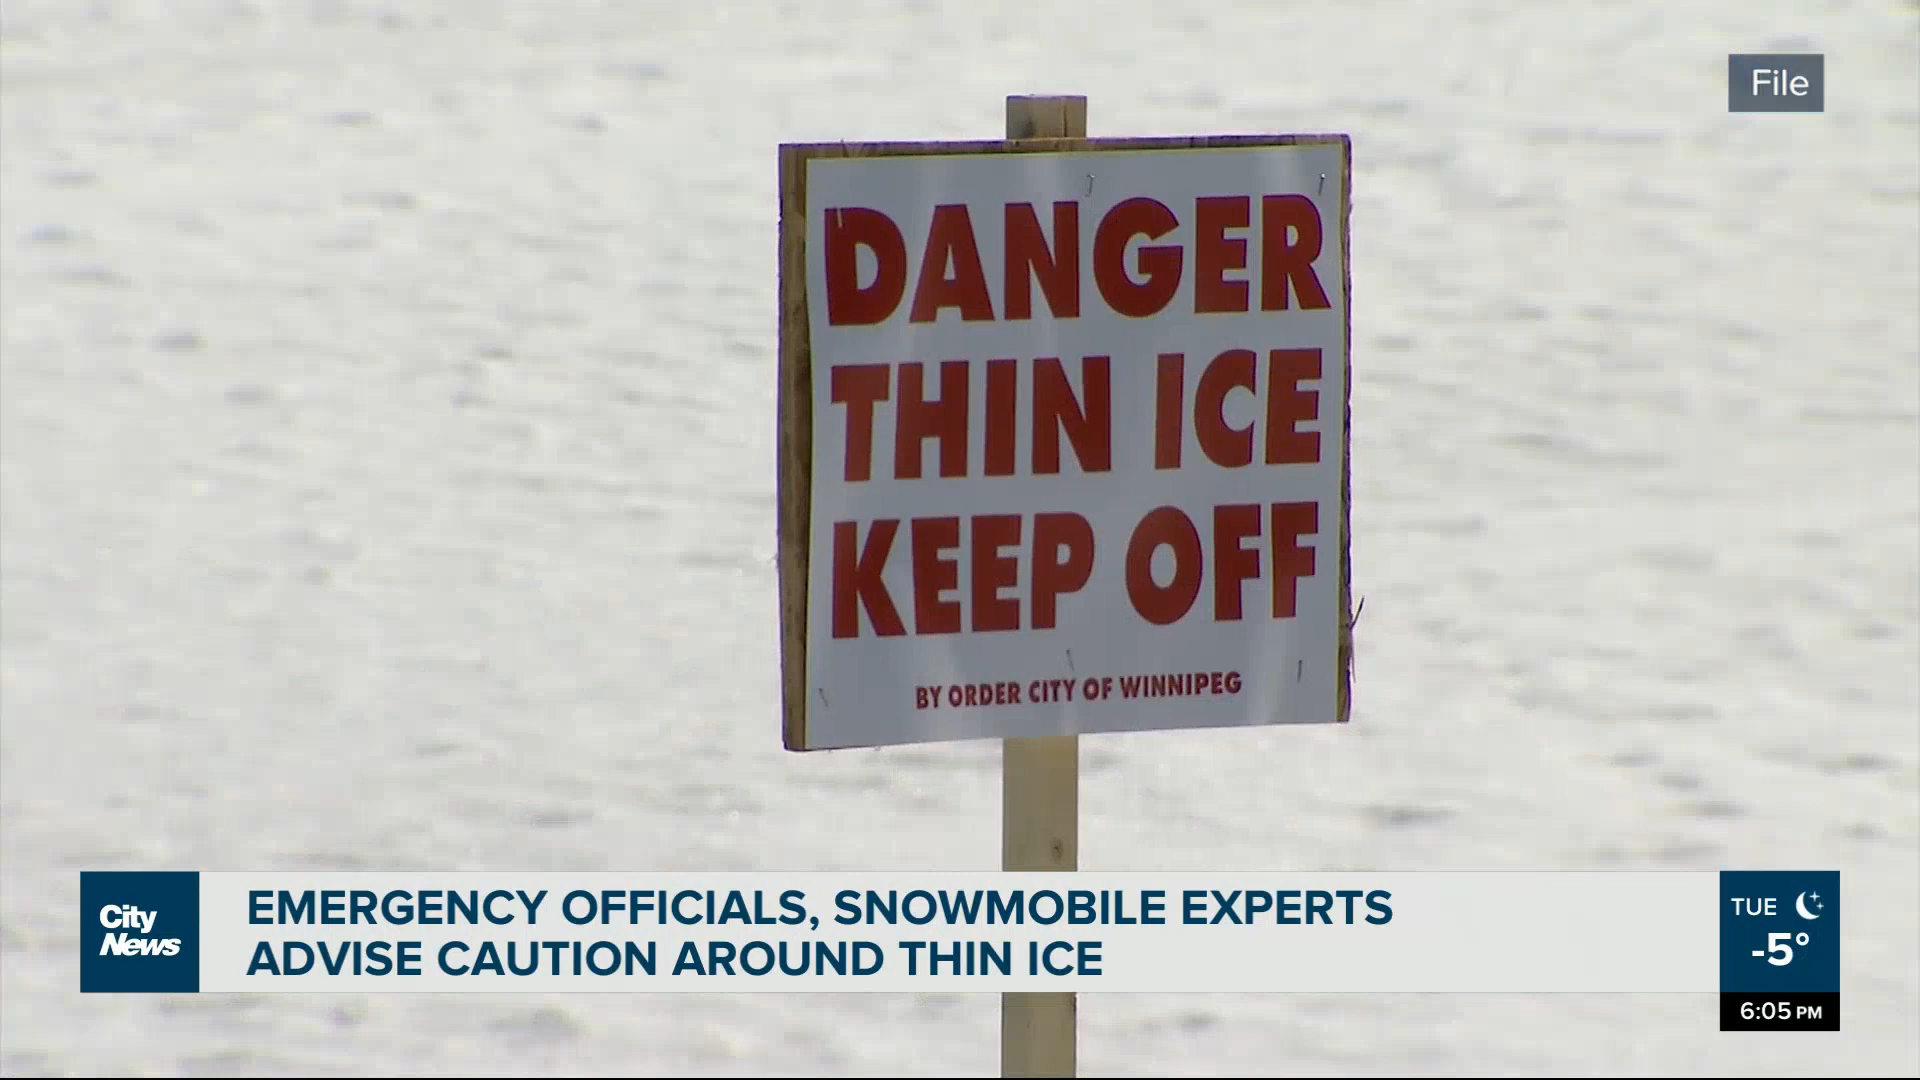 File
DANGER
THIN ICE
KEEP OFF
BY ORDER CITY OF WINNIPEG
City
News
EMERGENCY OFFICIALS, SNOWMOBILE EXPERTS
ADVISE CAUTION AROUND THIN ICE
TUE
-5°
6:05 PM